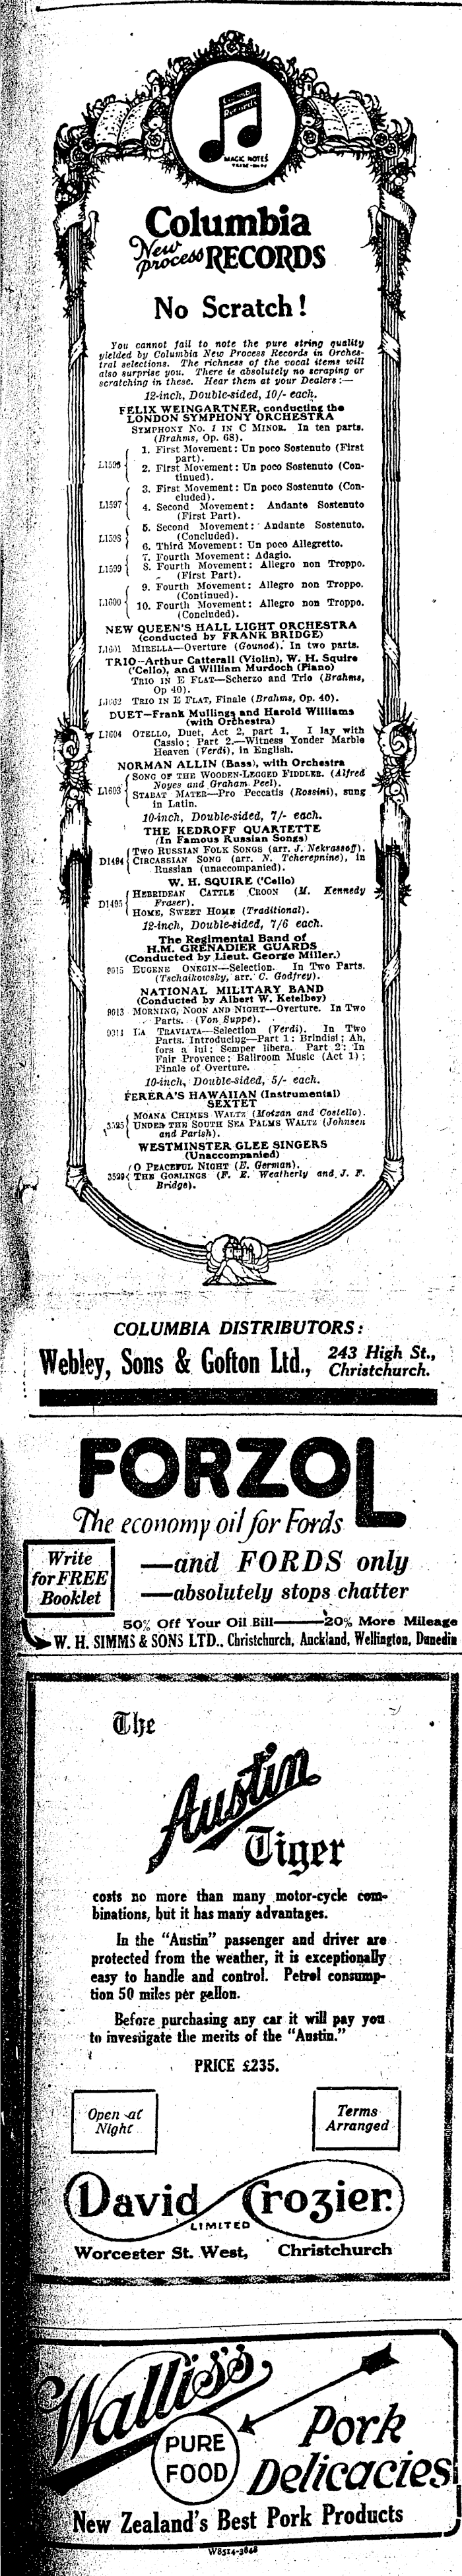 Columbia
Records
MAGIC NOTES
TRADE-MARK
Columbia
New
process RECORDS
No Scratch!
You cannot fail to note the pure string quality
yielded by Columbia New Process Records in Orches-
tral selections. The richness of the vocal items will
also surprise you. There is absolutely no scraping or
scratching in these. Hear them at your Dealers:—
12-inch, Double-sided, 10/- each.
FELIX WEINGARTNER, conducting the
LONDON SYMPHONY ORCHESTRA
SYMPHONY NO. 1 IN C MINOR. In ten parts.
(Brahms, Op. 68).
1. First Movement: Un poco Sostenuto (First
part).
L1596
2. First Movement: Un poco Sostenuto (Con-
tinued).
3. First Movement: Un poco Sostenuto (Con-
cluded).
L1597
4. Second Movement: Andante Sostenuto
(First Part).
5. Second Movement: Andante Sostenuto.
(Concluded).
L1598
6. Third Movement: Un poco Allegretto.
7. Fourth Movement: Adagio.
L1599
8. Fourth Movement: Allegro non Troppo.
(First Part).
9. Fourth Movement: Allegro non Troppo.
(Continued).
L1600
10. Fourth Movement: Allegro non Troppo.
(Concluded).
NEW QUEEN'S HALL LIGHT ORCHESTRA
(conducted by FRANK BRIDGE)
L1601 MIRELLA—Overture (Gounod). In two parts.
TRIO—Arthur Catterall (Violin), W. H. Squire
('Cello), and William Murdoch (Piano)
TRIO IN E FLAT—Scherzo and Trio (Brahms,
Op 40).
L1602 TRIO IN E FLAT, Finale (Brahms, Op. 40).
DUET—Frank Mullings and Harold Williams
(with Orchestra)
L1604 OTELLO, Duet, Act 2, part 1. I lay with
Cassio; Part 2.—Witness Yonder Marble
Heaven (Verdi), in English.
NORMAN ALLIN (Bass), with Orchestra
SONG OF THE WOODEN-LEGGED FIDDLER. (Alfred
Noyes and Graham Peel).
L1603
STABAT MATER—Pro Peccatis (Rossini), sung
in Latin.
10-inch, Double-sided, 7/- each.
THE KEDROFF QUARTETTE
(In Famous Russian Songs)
TWO RUSSIAN FOLK SONGS (arr. J. Nekrassoff).
D1494 CIRCASSIAN SONG (arr. N. Tcherepnine), in
Russian (unaccompanied).
W. H. SQUIRE ('Cello)
HEBRIDEAN CATTLE CROON (M. Kennedy
Fraser).
D1495
HOME, SWEET HOME (Traditional).
12-inch, Double-sided, 7/6 each.
The Regimental Band of
H.M. GRENADIER GUARDS
(Conducted by Lieut. George Miller.)
9015 EUGENE ONEGIN—Selection. In Two Parts.
(Tschaikowsky, arr. C. Godfrey).
NATIONAL MILITARY BAND
(Conducted by Albert W. Ketelbey)
9013 MORNING, NOON AND NIGHT—Overture. In Two
Parts. (Von Suppe).
LA TRAVIATA—Selection (Verdi). In Two
Parts. Introducing—Part 1: Brindisi; Ah,
fors a lui; Semper libera. Part 2: In
Fair Provence; Ballroom Music (Act 1);
Finale of Overture.
10-inch, Double-sided, 5/- each.
FERERA'S HAWAIIAN (Instrumental)
SEXTET
MOANA CHIMES WALTZ (Motzan and Costello).
3525 UNDER THE SOUTH SEA PALMS WALTZ (Johnsen
and Parish).
WESTMINSTER GLEE SINGERS
(Unaccompanied)
O PEACEFUL NIGHT (E. German).
3529 THE GOSLINGS (F. E. Weatherly and J. F.
Bridge).
COLUMBIA DISTRIBUTORS:
Webley, Sons & Gofton Ltd., 243 High St.,
Christchurch.
FORZOL
The economy oil for Fords
Write
for FREE
Booklet
—and FORDS only
—absolutely stops chatter
50% Off Your Oil Bill—20% More Mileage
W. H. SIMMS & SONS LTD., Christchurch, Auckland, Wellington, Dunedin
The
Austin
Tiger
costs no more than many motor-cycle com-
binations, but it has many advantages.
In the "Austin" passenger and driver are
protected from the weather, it is exceptionally
easy to handle and control. Petrol consump-
tion 50 miles per gallon.
Before purchasing any car it will pay you
to investigate the merits of the "Austin."
PRICE £235.
Open at
Night
Terms
Arranged
David Crozier
LIMITED
Worcester St. West, Christchurch
Wallis's
PURE
FOOD
Pork
Delicacies
New Zealand's Best Pork Products
W8514-3648